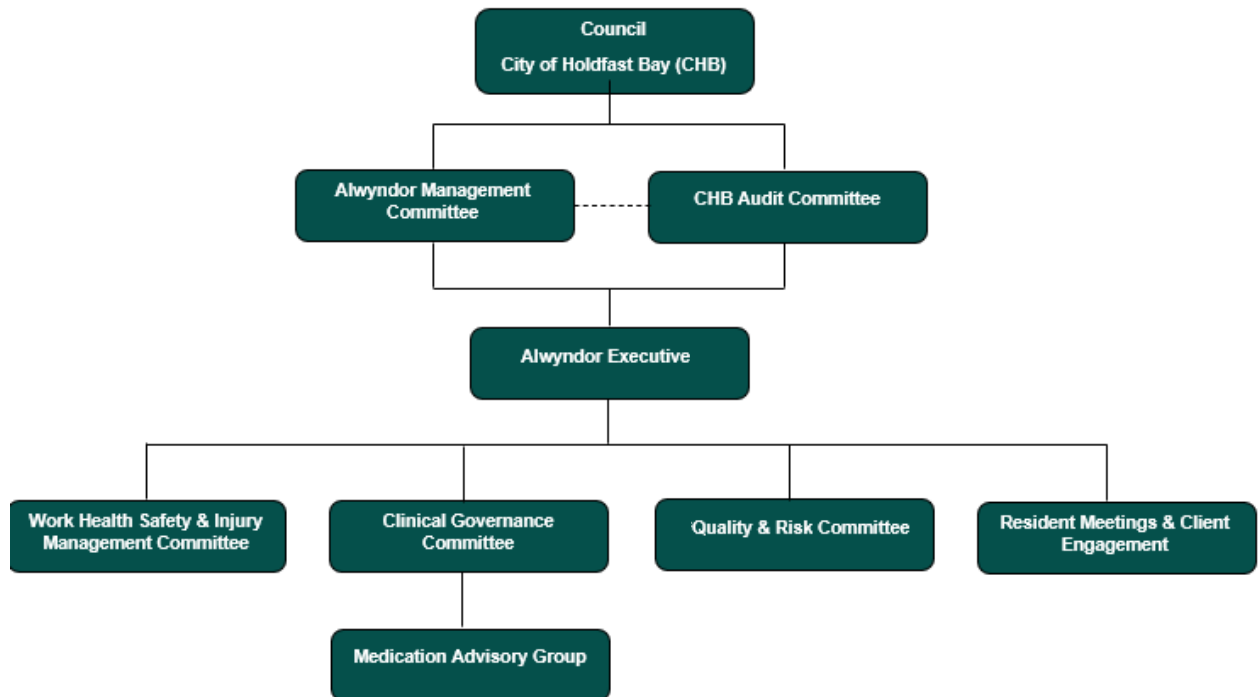 Council
City of Holdfast Bay (CHB)
Alwyndor Management
Committee
CHB Audit Committee
Alwyndor Executive
Work Health Safety & Injury
Management Committee
Clinical Governance
Committee
Quality & Risk Committee
Resident Meetings & Client
Engagement
Medication Advisory Group